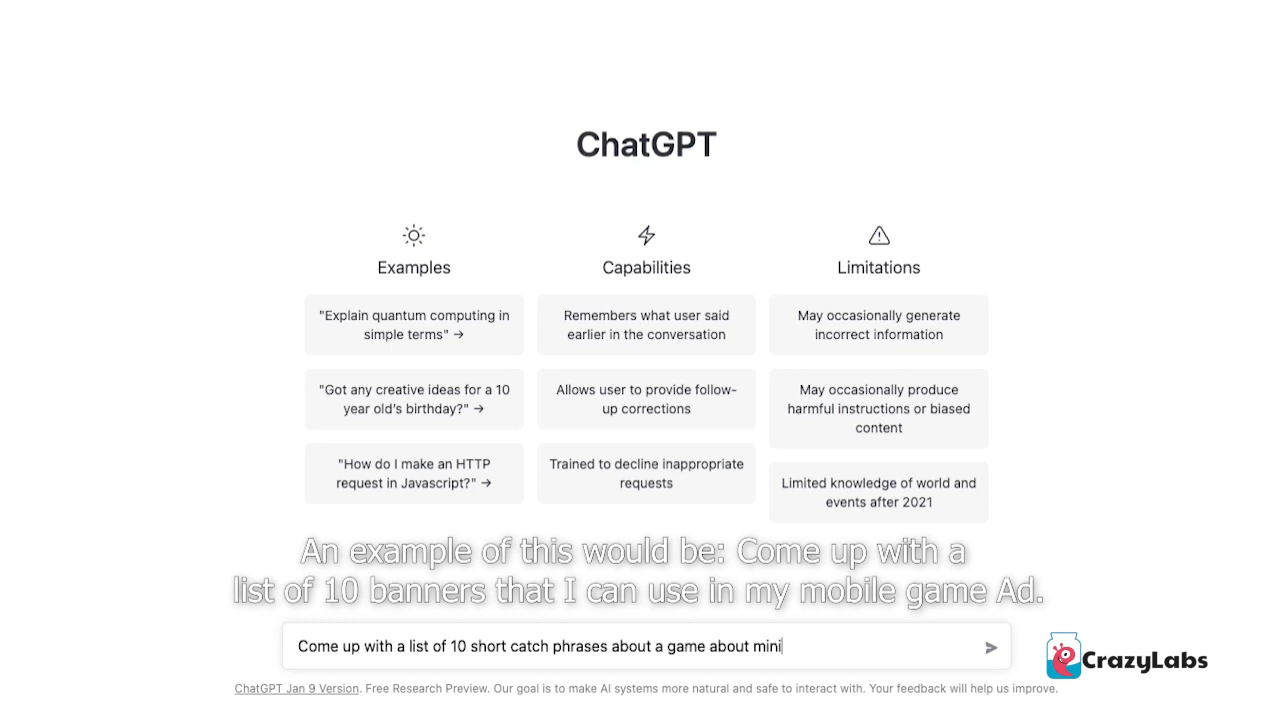 ChatGPT
Examples
Capabilities
Limitations
"Explain quantum computing in
simple terms" →
Remembers what user said
earlier in the conversation
May occasionally generate
incorrect information
"Got any creative ideas for a 10
year old's birthday?" →
Allows user to provide follow-
up corrections
May occasionally produce
harmful instructions or biased
content
"How do I make an HTTP
request in Javascript?" →
Trained to decline inappropriate
requests
Limited knowledge of world and
events after 2021
An example of this would be: Come up with a
list of 10 banners that I can use in my mobile game Ad.
Come up with a list of 10 short catch phrases about a game about mini
CrazyLabs
ChatGPT Jan 9 Version. Free Research Preview. Our goal is to make AI systems more natural and safe to interact with. Your feedback will help us improve.